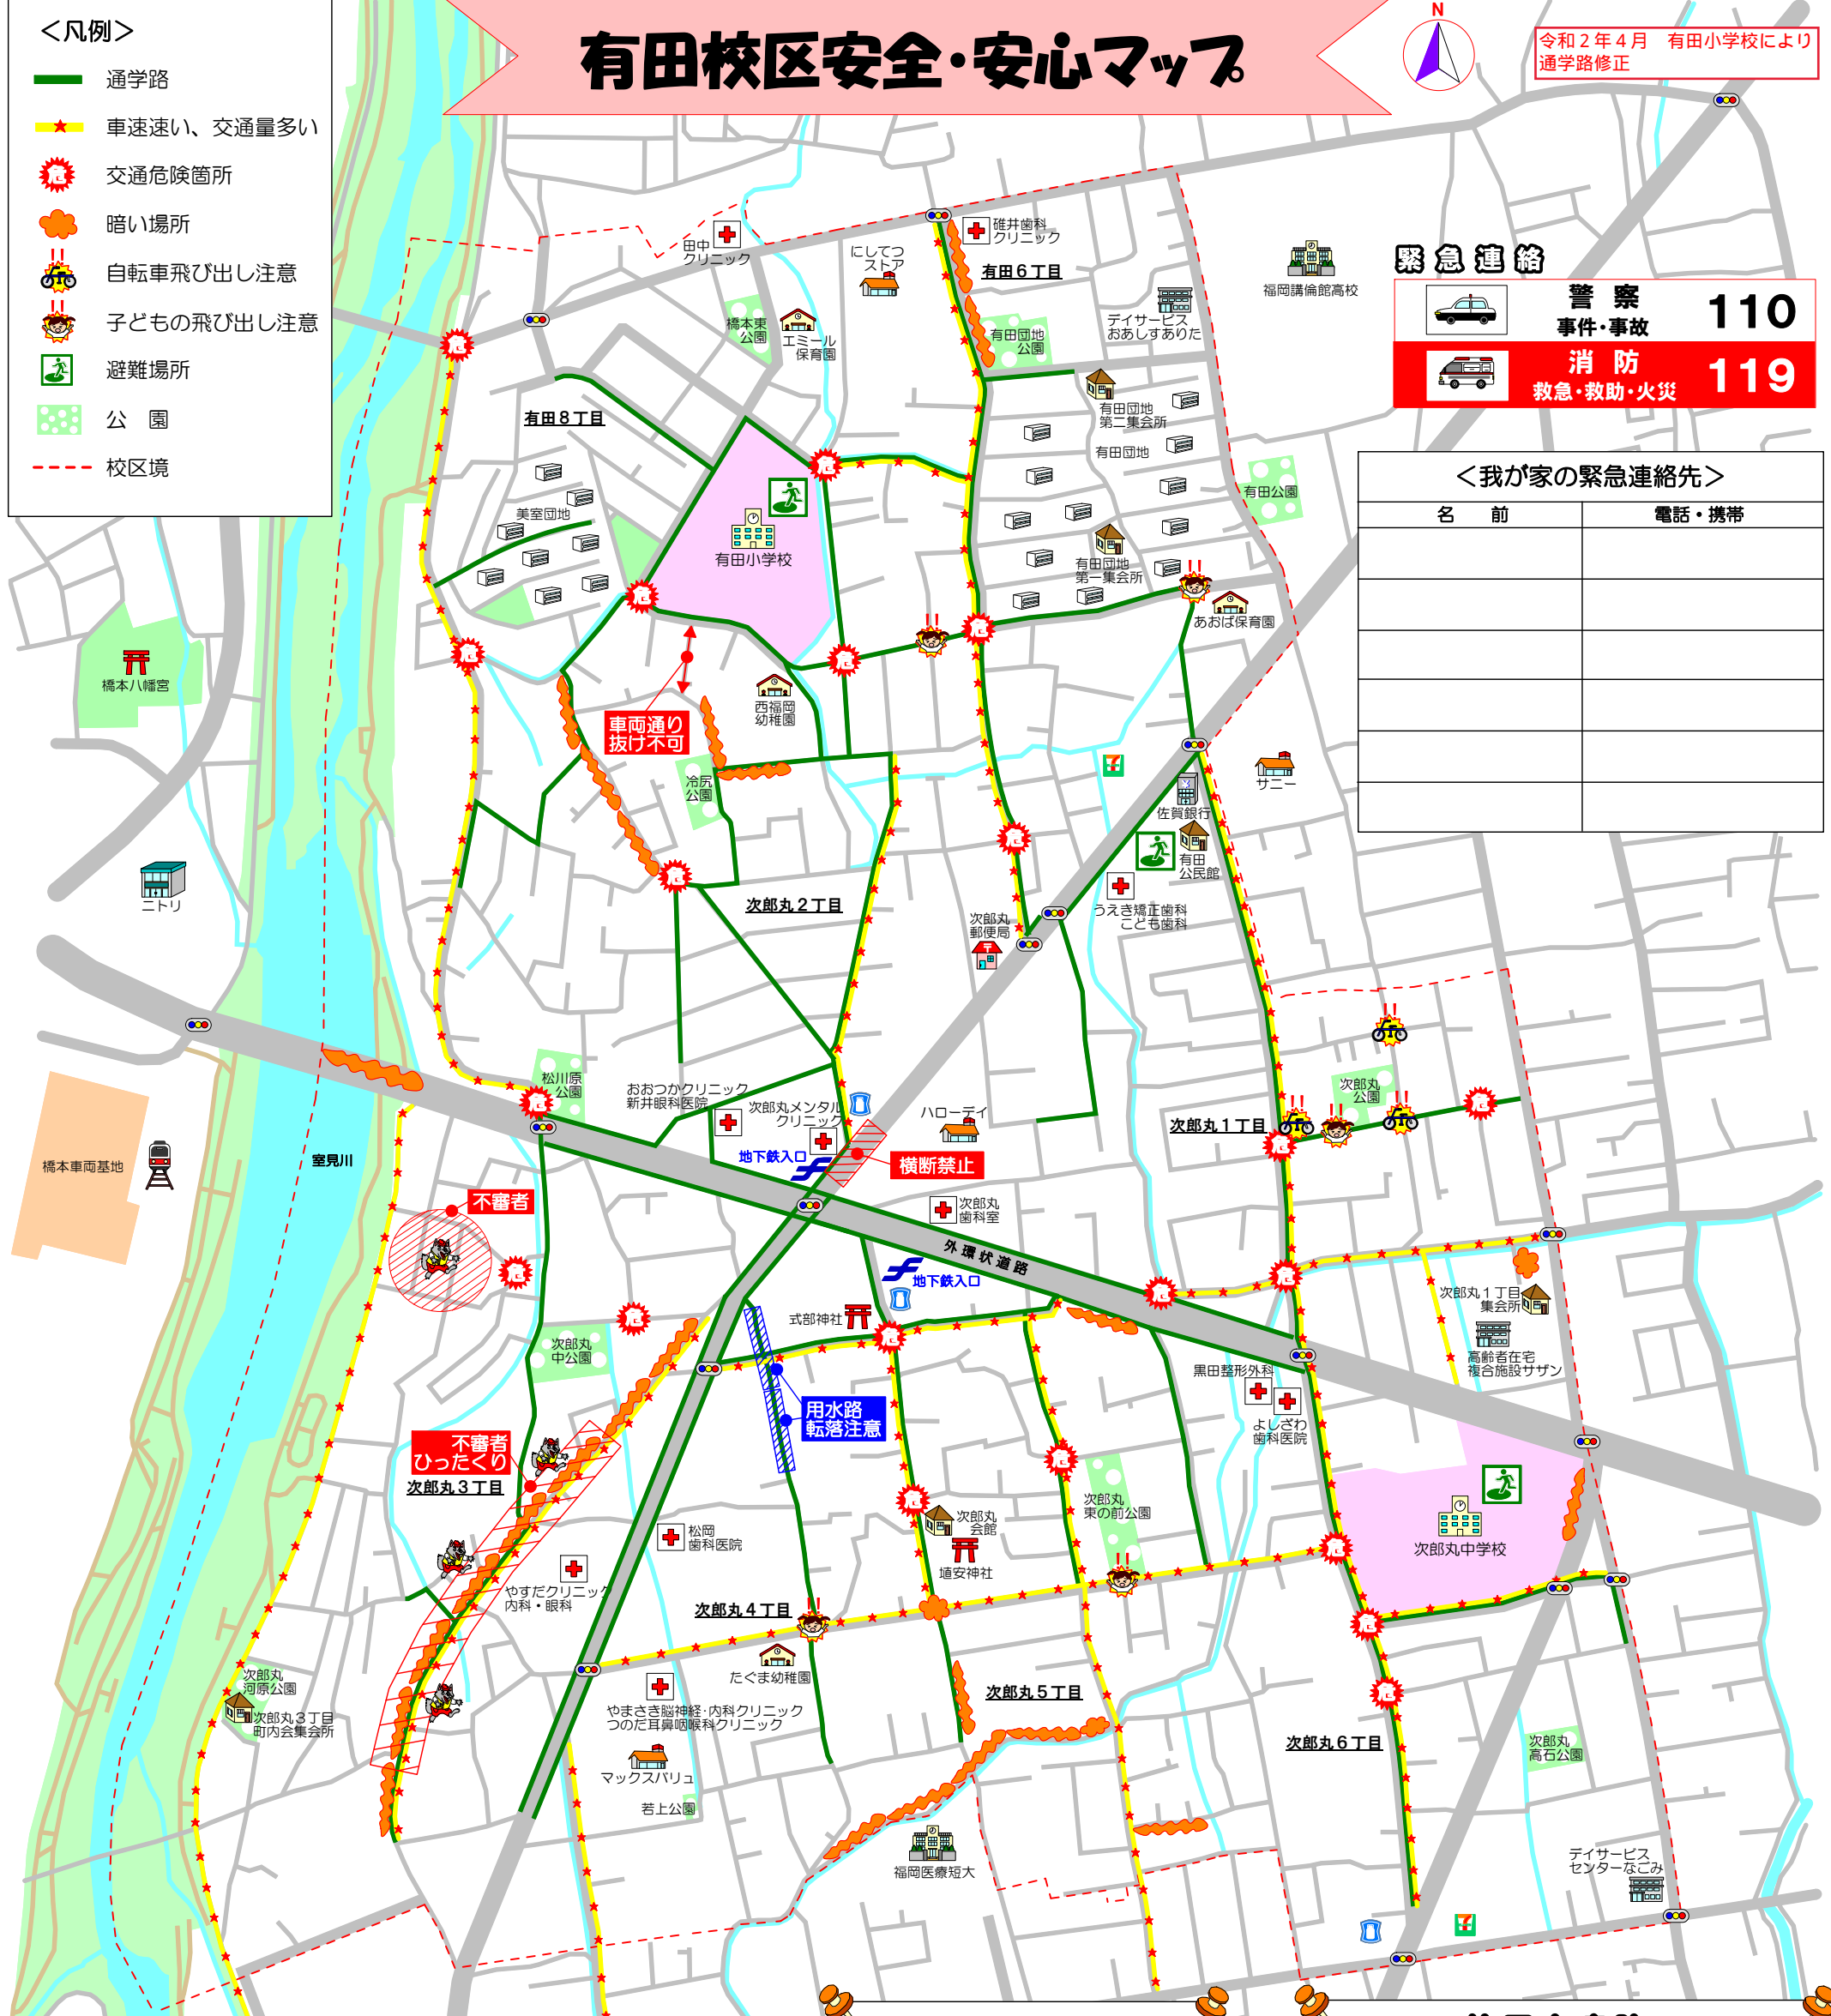 ＜凡例＞
通学路
車速速い、交通量多い
危
交通危険箇所
暗い場所
自転車飛び出し注意
子どもの飛び出し注意
避難場所
公　園
校区境
有田校区安全・安心マップ
N
令和２年４月　有田小学校により
通学路修正
緊急連絡
警察
事件・事故
110
消防
救急・救助・火災
119
＜我が家の緊急連絡先＞
名　前
電話・携帯
田中
クリニック
にしてつ
ストア
碓井歯科
クリニック
有田６丁目
福岡講倫館高校
デイサービス
おあしすありた
橋本東
公園
エミール
保育園
有田団地
公園
有田団地
第二集会所
有田８丁目
有田団地
有田公園
美室団地
有田小学校
有田団地
第一集会所
あおば保育園
橋本八幡宮
車両通り
抜け不可
西福岡
幼稚園
冷尻
公園
サニー
佐賀銀行
有田
公民館
ニトリ
次郎丸２丁目
うえき矯正歯科
こども歯科
次郎丸
郵便局
松川原
公園
おおつかクリニック
新井眼科医院
次郎丸メンタル
クリニック
ハローデイ
次郎丸
公園
次郎丸１丁目
橋本車両基地
室見川
地下鉄入口
横断禁止
不審者
次郎丸
歯科室
外環状道路
地下鉄入口
次郎丸１丁目
集会所
式部神社
次郎丸
中公園
高齢者在宅
複合施設サザン
黒田整形外科
よしざわ
歯科医院
用水路
転落注意
不審者
ひったくり
次郎丸３丁目
次郎丸
東の前公園
松岡
歯科医院
次郎丸
会館
埴安神社
次郎丸中学校
やすだクリニック
内科・眼科
次郎丸４丁目
たぐま幼稚園
次郎丸
河原公園
次郎丸３丁目
町内会集会所
次郎丸５丁目
やまさき脳神経・内科クリニック
つのだ耳鼻咽喉科クリニック
次郎丸６丁目
次郎丸
高石公園
マックスバリュ
若上公園
福岡医療短大
デイサービス
センターなごみ